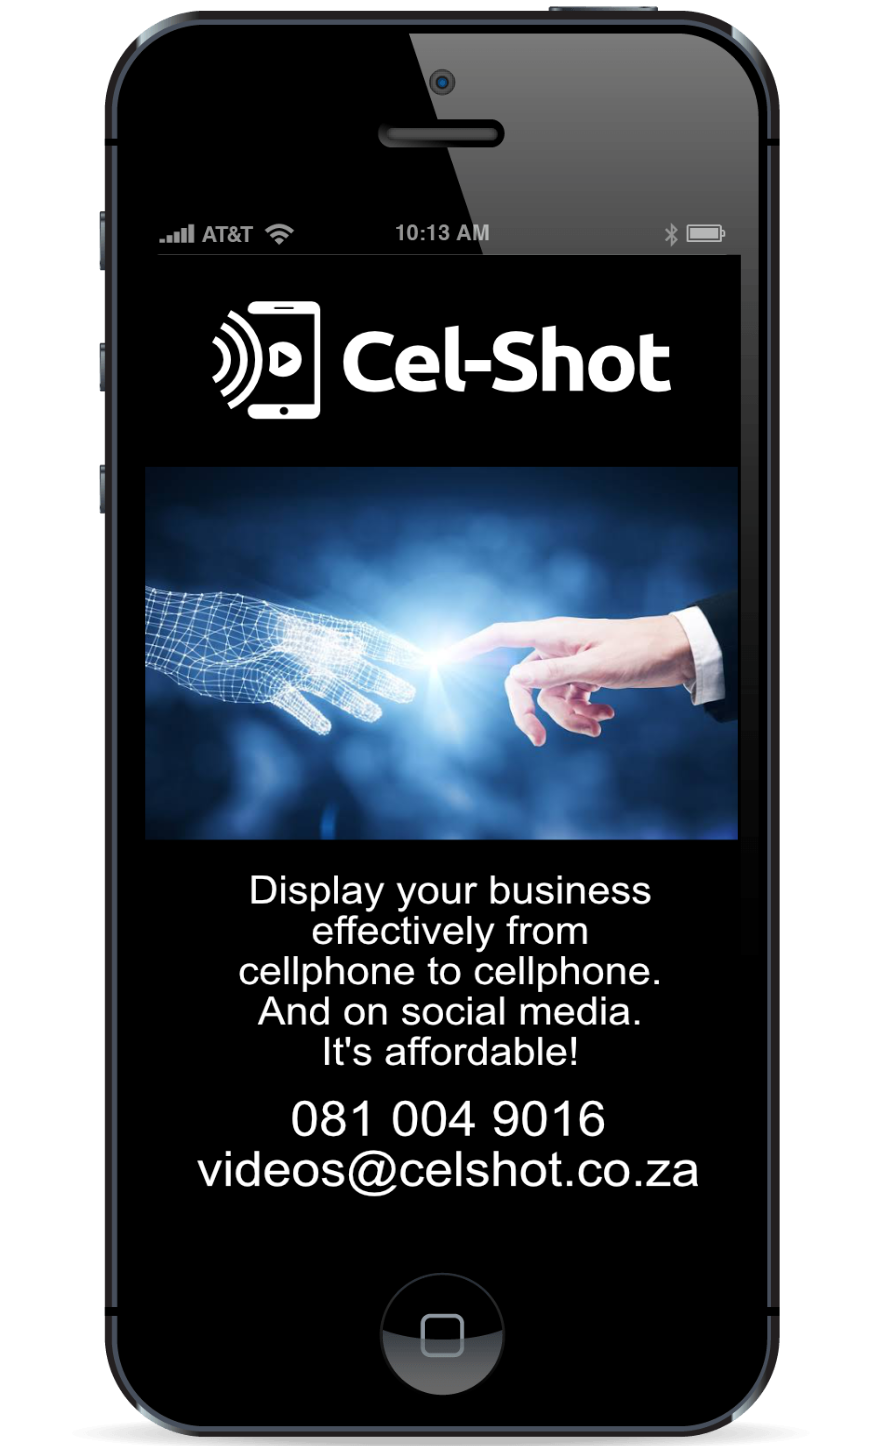 AT&T 10:13 AM
Cel-Shot
Display your business
effectively from
cellphone to cellphone.
And on social media.
It's affordable!
081 004 9016
videos@celshot.co.za